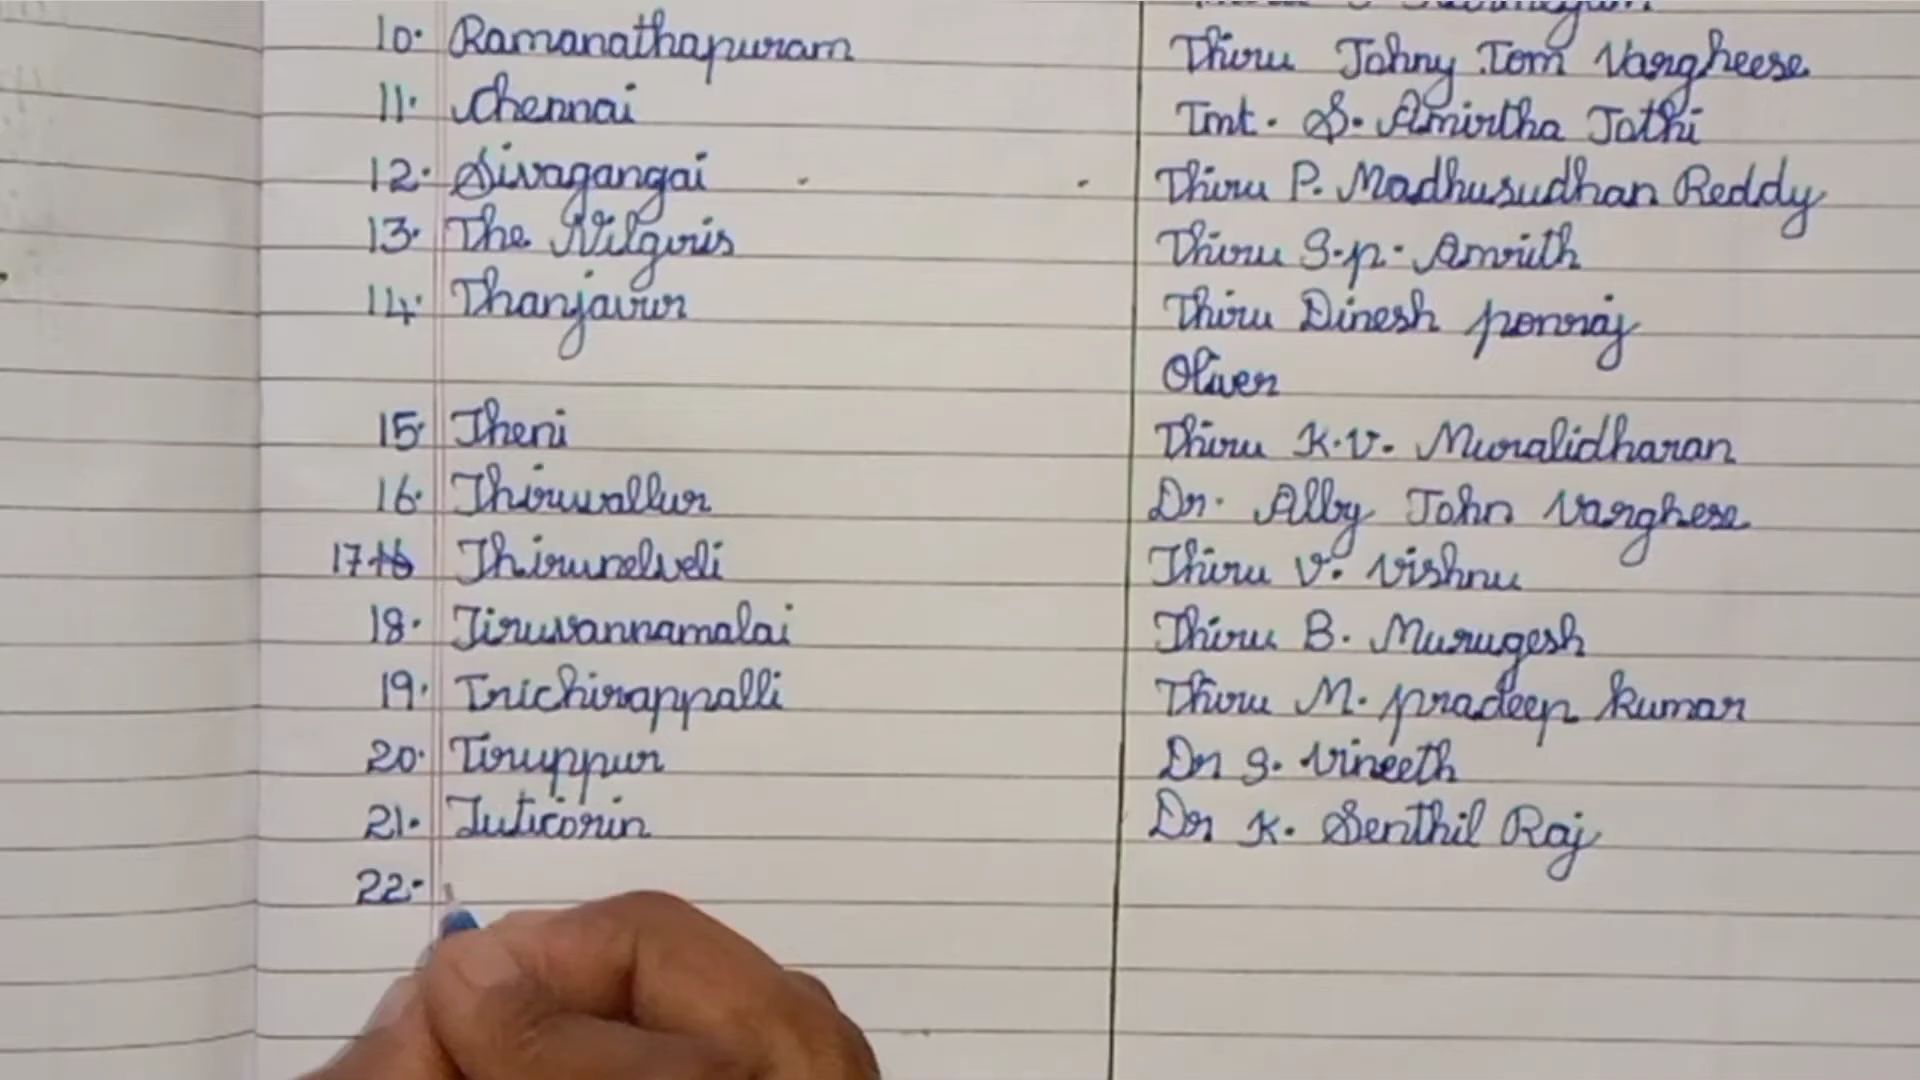 10. Ramanathapuram Thiru Johny Tom Vargheese
11. Chennai Tmt. S. Amirtha Jothi
12. Sivagangai Thiru P. Madhusudhan Reddy
13. The Nilgiris Thiru S.p. Amrith
14. Thanjavur Thiru Dinesh ponraj
Oliver
15. Theni Thiru K.V. Muralidharan
16. Thiruvallur Dr. Alby John Varghese
17 Thirunelveli Thiru V. Vishnu
18. Tiruvannamalai Thiru B. Murugesh
19. Trichirappalli Thiru M. pradeep kumar
20. Tiruppur Dr S. Vineeth
21. Tuticorin Dr K. Senthil Raj
22.